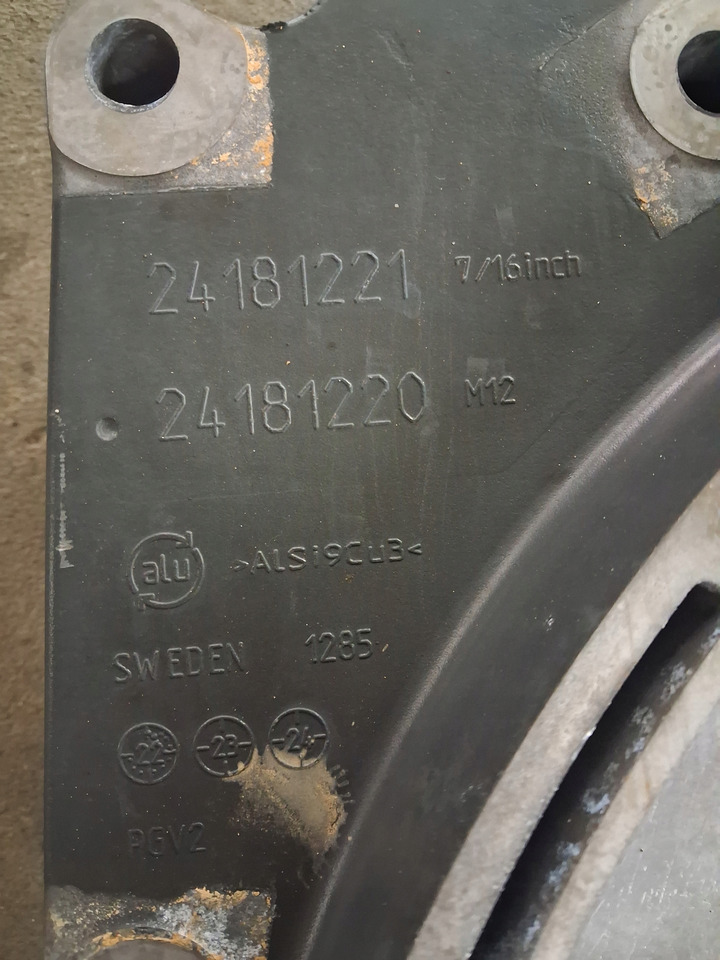 24181221 7/16inch
24181220 M12
alu >ALSi9Cu3<
SWEDEN 1285
22 23 24
PGV2